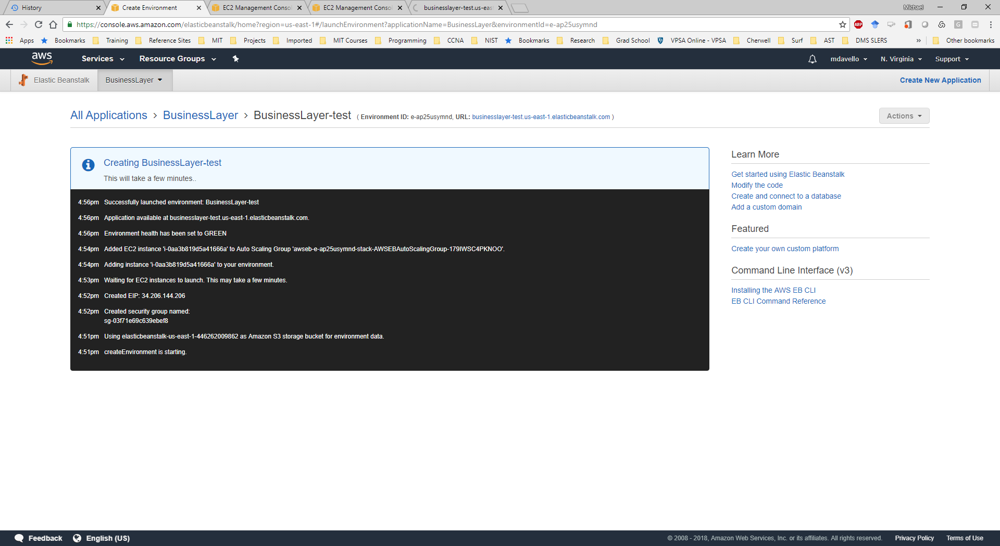 History
Create Environment
EC2 Management Conso
EC2 Management Conso
businesslayer-test.us-eas
Michael
https://console.aws.amazon.com/elasticbeanstalk/home?region=us-east-1#/launchEnvironment?applicationName=BusinessLayer&environmentId=e-ap25usymnd
ABP
G
Apps Bookmarks Training Reference Sites MIT Projects Imported MIT Courses Programming CCNA NIST Bookmarks Research Grad School VPSA Online - VPSA Cherwell Surf AST DMS SLERS » Other bookmarks
aws Services Resource Groups mdavello N. Virginia Support
Elastic Beanstalk BusinessLayer Create New Application
All Applications > BusinessLayer > BusinessLayer-test ( Environment ID: e-ap25usymnd, URL: businesslayer-test.us-east-1.elasticbeanstalk.com )
Actions
Creating BusinessLayer-test
This will take a few minutes..
4:56pm Successfully launched environment: BusinessLayer-test
4:56pm Application available at businesslayer-test.us-east-1.elasticbeanstalk.com.
4:56pm Environment health has been set to GREEN
4:54pm Added EC2 instance 'i-0aa3b819d5a41666a' to Auto Scaling Group 'awseb-e-ap25usymnd-stack-AWSEBAutoScalingGroup-179IWSC4PKNOO'.
4:54pm Adding instance 'i-0aa3b819d5a41666a' to your environment.
4:53pm Waiting for EC2 instances to launch. This may take a few minutes.
4:52pm Created EIP: 34.206.144.206
4:52pm Created security group named:
sg-03f71e69c639ebef8
4:51pm Using elasticbeanstalk-us-east-1-446262009862 as Amazon S3 storage bucket for environment data.
4:51pm createEnvironment is starting.
Learn More
Get started using Elastic Beanstalk
Modify the code
Create and connect to a database
Add a custom domain
Featured
Create your own custom platform
Command Line Interface (v3)
Installing the AWS EB CLI
EB CLI Command Reference
Feedback English (US) © 2008 - 2018, Amazon Web Services, Inc. or its affiliates. All rights reserved. Privacy Policy Terms of Use